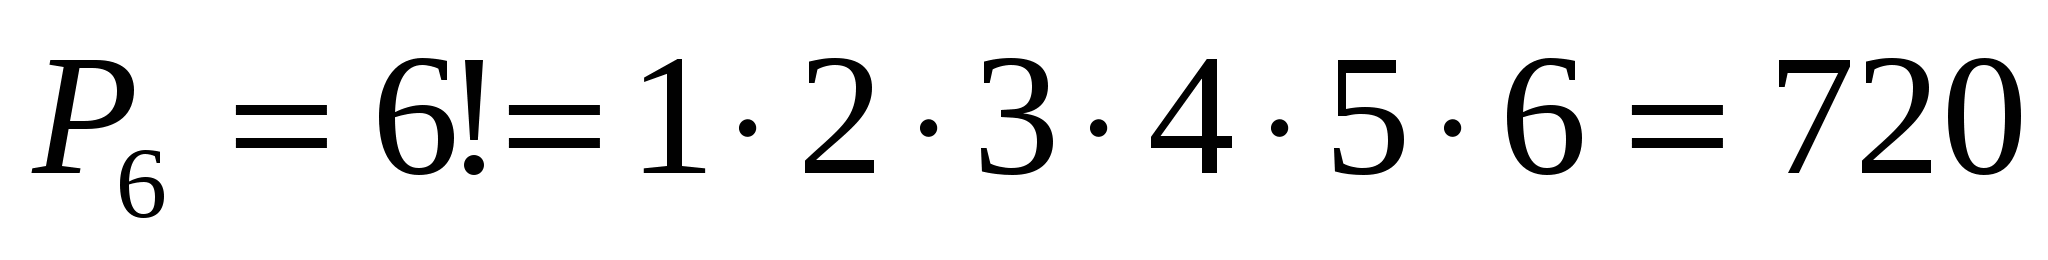 P₆ = 6!= 1 · 2 · 3 · 4 · 5 · 6 = 720